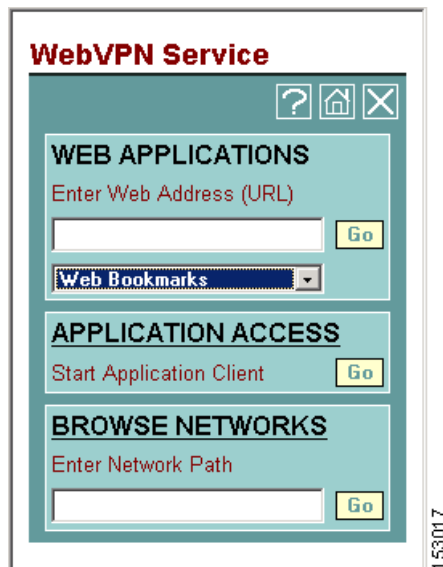 WebVPN Service
?
WEB APPLICATIONS
Enter Web Address (URL)
Go
Web Bookmarks
APPLICATION ACCESS
Start Application Client Go
BROWSE NETWORKS
Enter Network Path
Go
153017